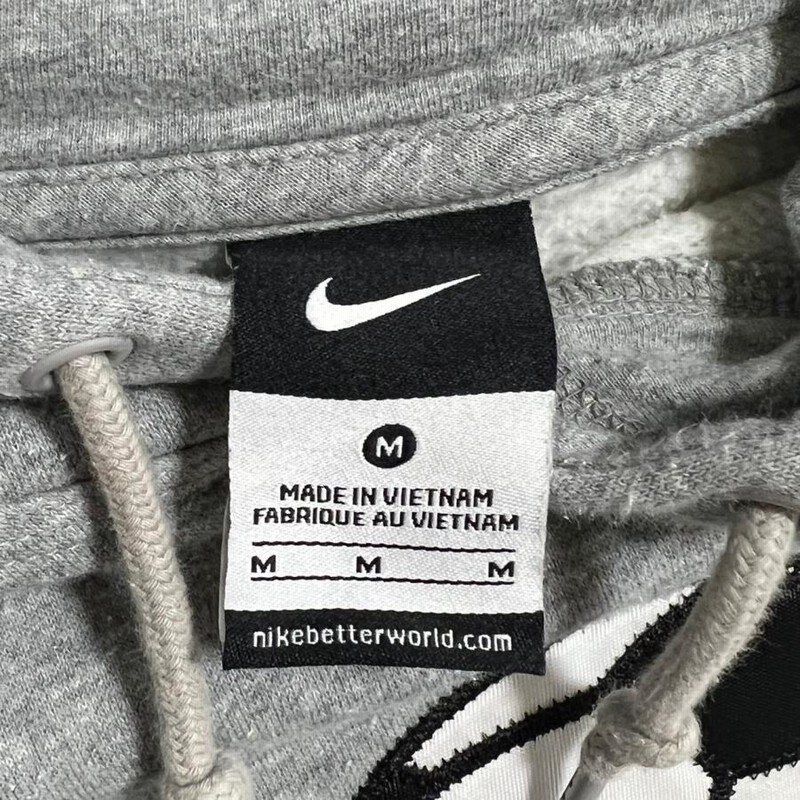 M
MADE IN VIETNAM
FABRIQUE AU VIETNAM
M M M
nikebetterworld.com